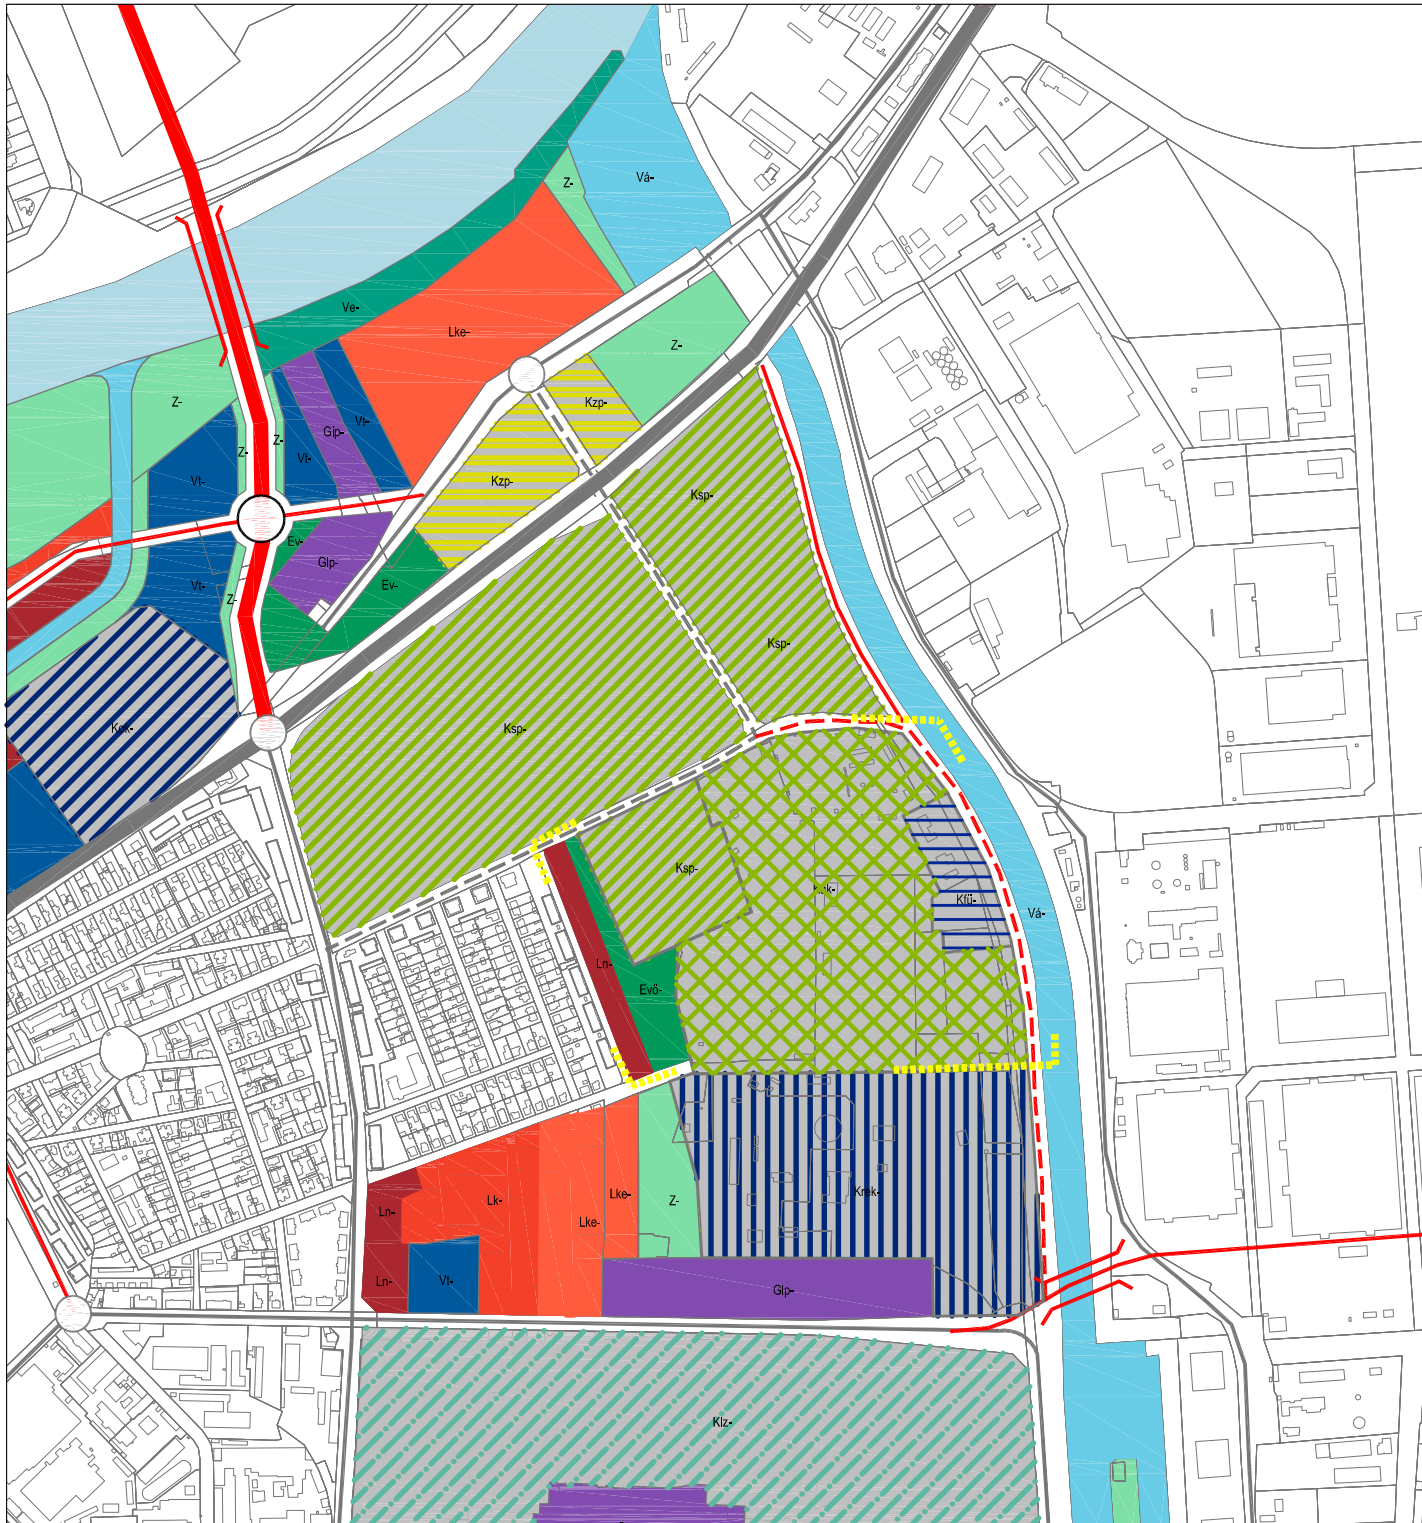 Z-
Vá-
Ve-
Lke-
Z-
Z-
Kzp-
Vt-
Gip-
Z-
Z-
Vt-
Kzp-
Vt-
Ksp-
Ev-
Gip-
Vt-
Ev-
Z-
Ksp-
Kök-
Ksp-
Ksp-
Kfü-
Vá-
Ln-
Evö-
Krek-
Lke-
Lk-
Z-
Ln-
Lke-
Ln-
Vt-
Gip-
Klz-